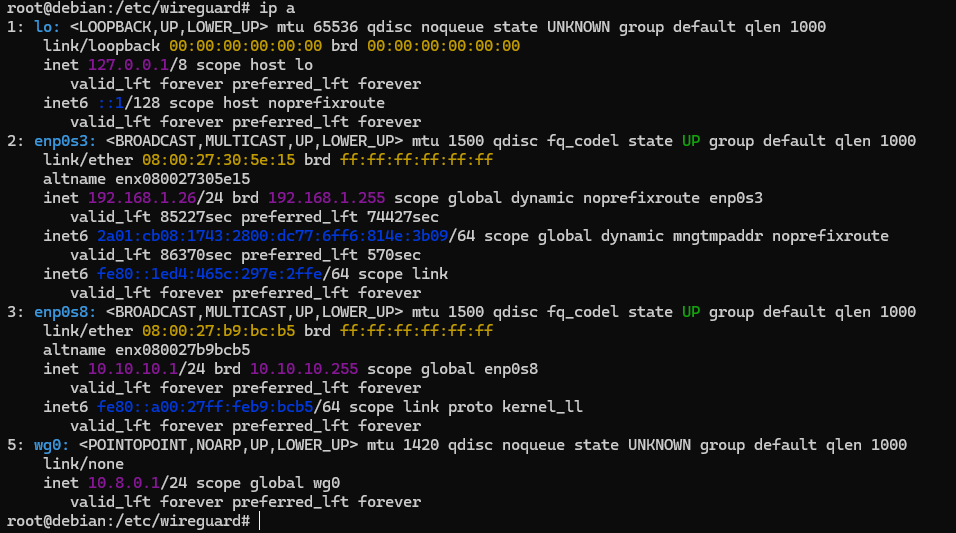 root@debian:/etc/wireguard# ip a
1: lo: <LOOPBACK,UP,LOWER_UP> mtu 65536 qdisc noqueue state UNKNOWN group default qlen 1000
    link/loopback 00:00:00:00:00:00 brd 00:00:00:00:00:00
    inet 127.0.0.1/8 scope host lo
       valid_lft forever preferred_lft forever
    inet6 ::1/128 scope host noprefixroute
       valid_lft forever preferred_lft forever
2: enp0s3: <BROADCAST,MULTICAST,UP,LOWER_UP> mtu 1500 qdisc fq_codel state UP group default qlen 1000
    link/ether 08:00:27:30:5e:15 brd ff:ff:ff:ff:ff:ff
    altname enx080027305e15
    inet 192.168.1.26/24 brd 192.168.1.255 scope global dynamic noprefixroute enp0s3
       valid_lft 85227sec preferred_lft 74427sec
    inet6 2a01:cb08:1743:2800:dc77:6ff6:814e:3b09/64 scope global dynamic mngtmpaddr noprefixroute
       valid_lft 86370sec preferred_lft 570sec
    inet6 fe80::1ed4:465c:297e:2ffe/64 scope link
       valid_lft forever preferred_lft forever
3: enp0s8: <BROADCAST,MULTICAST,UP,LOWER_UP> mtu 1500 qdisc fq_codel state UP group default qlen 1000
    link/ether 08:00:27:b9:bc:b5 brd ff:ff:ff:ff:ff:ff
    altname enx080027b9bcb5
    inet 10.10.10.1/24 brd 10.10.10.255 scope global enp0s8
       valid_lft forever preferred_lft forever
    inet6 fe80::a00:27ff:feb9:bcb5/64 scope link proto kernel_ll
       valid_lft forever preferred_lft forever
5: wg0: <POINTOPOINT,NOARP,UP,LOWER_UP> mtu 1420 qdisc noqueue state UNKNOWN group default qlen 1000
    link/none
    inet 10.8.0.1/24 scope global wg0
       valid_lft forever preferred_lft forever
root@debian:/etc/wireguard#